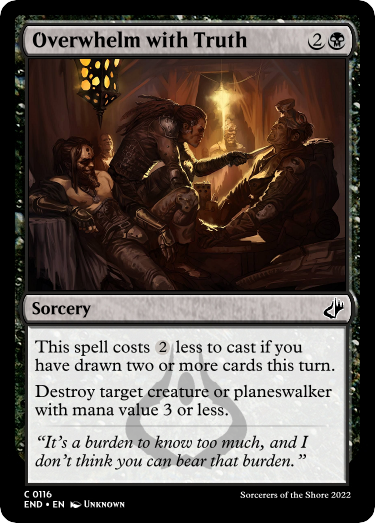 Overwhelm with Truth 2
Sorcery
This spell costs 2 less to cast if you
have drawn two or more cards this turn.
Destroy target creature or planeswalker
with mana value 3 or less.
“It’s a burden to know too much, and I
don’t think you can bear that burden.”
C 0116
END • EN Unknown
Sorcerers of the Shore 2022